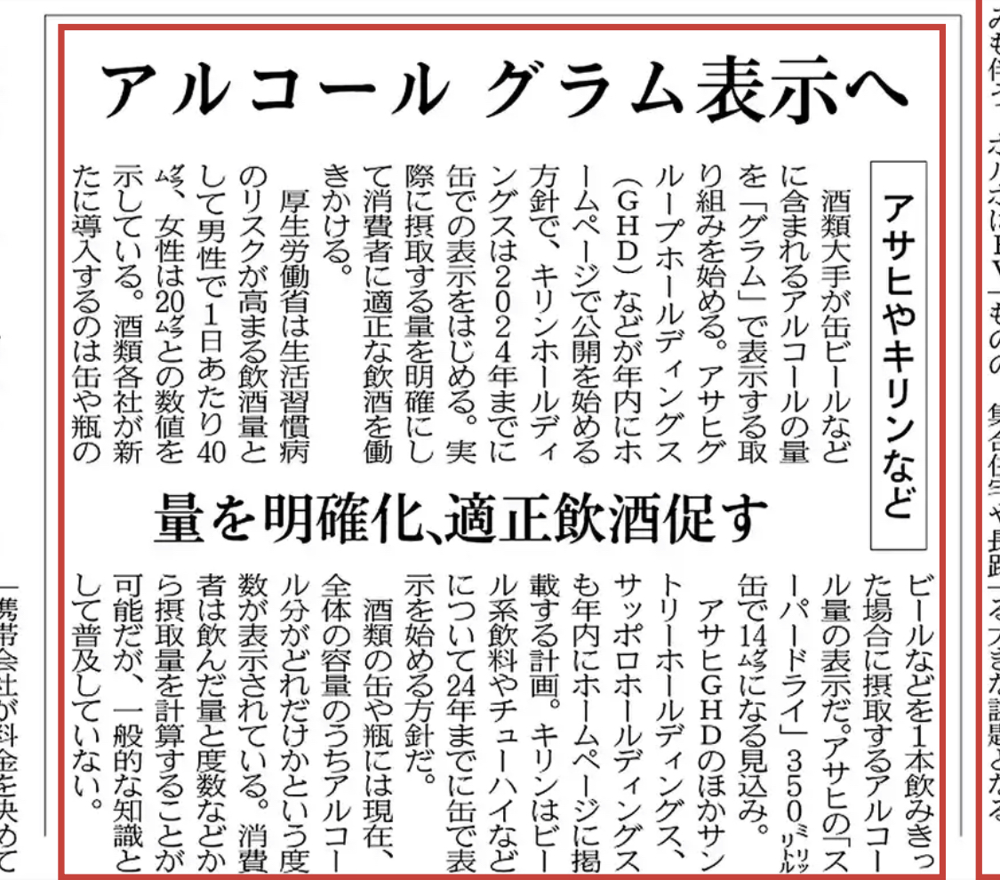 アルコール グラム表示へ
アサヒやキリンなど
酒類大手が缶ビールなど
に含まれるアルコールの量
を「グラム」で表示する取
り組みを始める。アサヒグ
ループホールディングス
（GHD）などが年内にホ
ームページで公開を始める
方針で、キリンホールディ
ングスは2024年までに
缶での表示をはじめる。実
際に摂取する量を明確にし
て消費者に適正な飲酒を働
きかける。
厚生労働省は生活習慣病
のリスクが高まる飲酒量と
して男性で1日あたり40
グラム、女性は20グラムとの数値を
示している。酒類各社が新
たに導入するのは缶や瓶の
量を明確化、適正飲酒促す
ビールなどを1本飲みきっ
た場合に摂取するアルコー
ル量の表示だ。アサヒの「ス
ーパードライ」350ミリリットル
缶で14グラムになる見込み。
アサヒGHDのほかサン
トリーホールディングス、
サッポロホールディングス
も年内にホームページに掲
載する計画。キリンはビー
ル系飲料やチューハイなど
について24年までに缶で表
示を始める方針だ。
酒類の缶や瓶には現在、
全体の容量のうちアルコー
ル分がどれだけかという度
数が表示されている。消費
者は飲んだ量と度数などか
ら摂取量を計算することが
可能だが、一般的な知識と
して普及していない。
携帯会社が料金を決めて